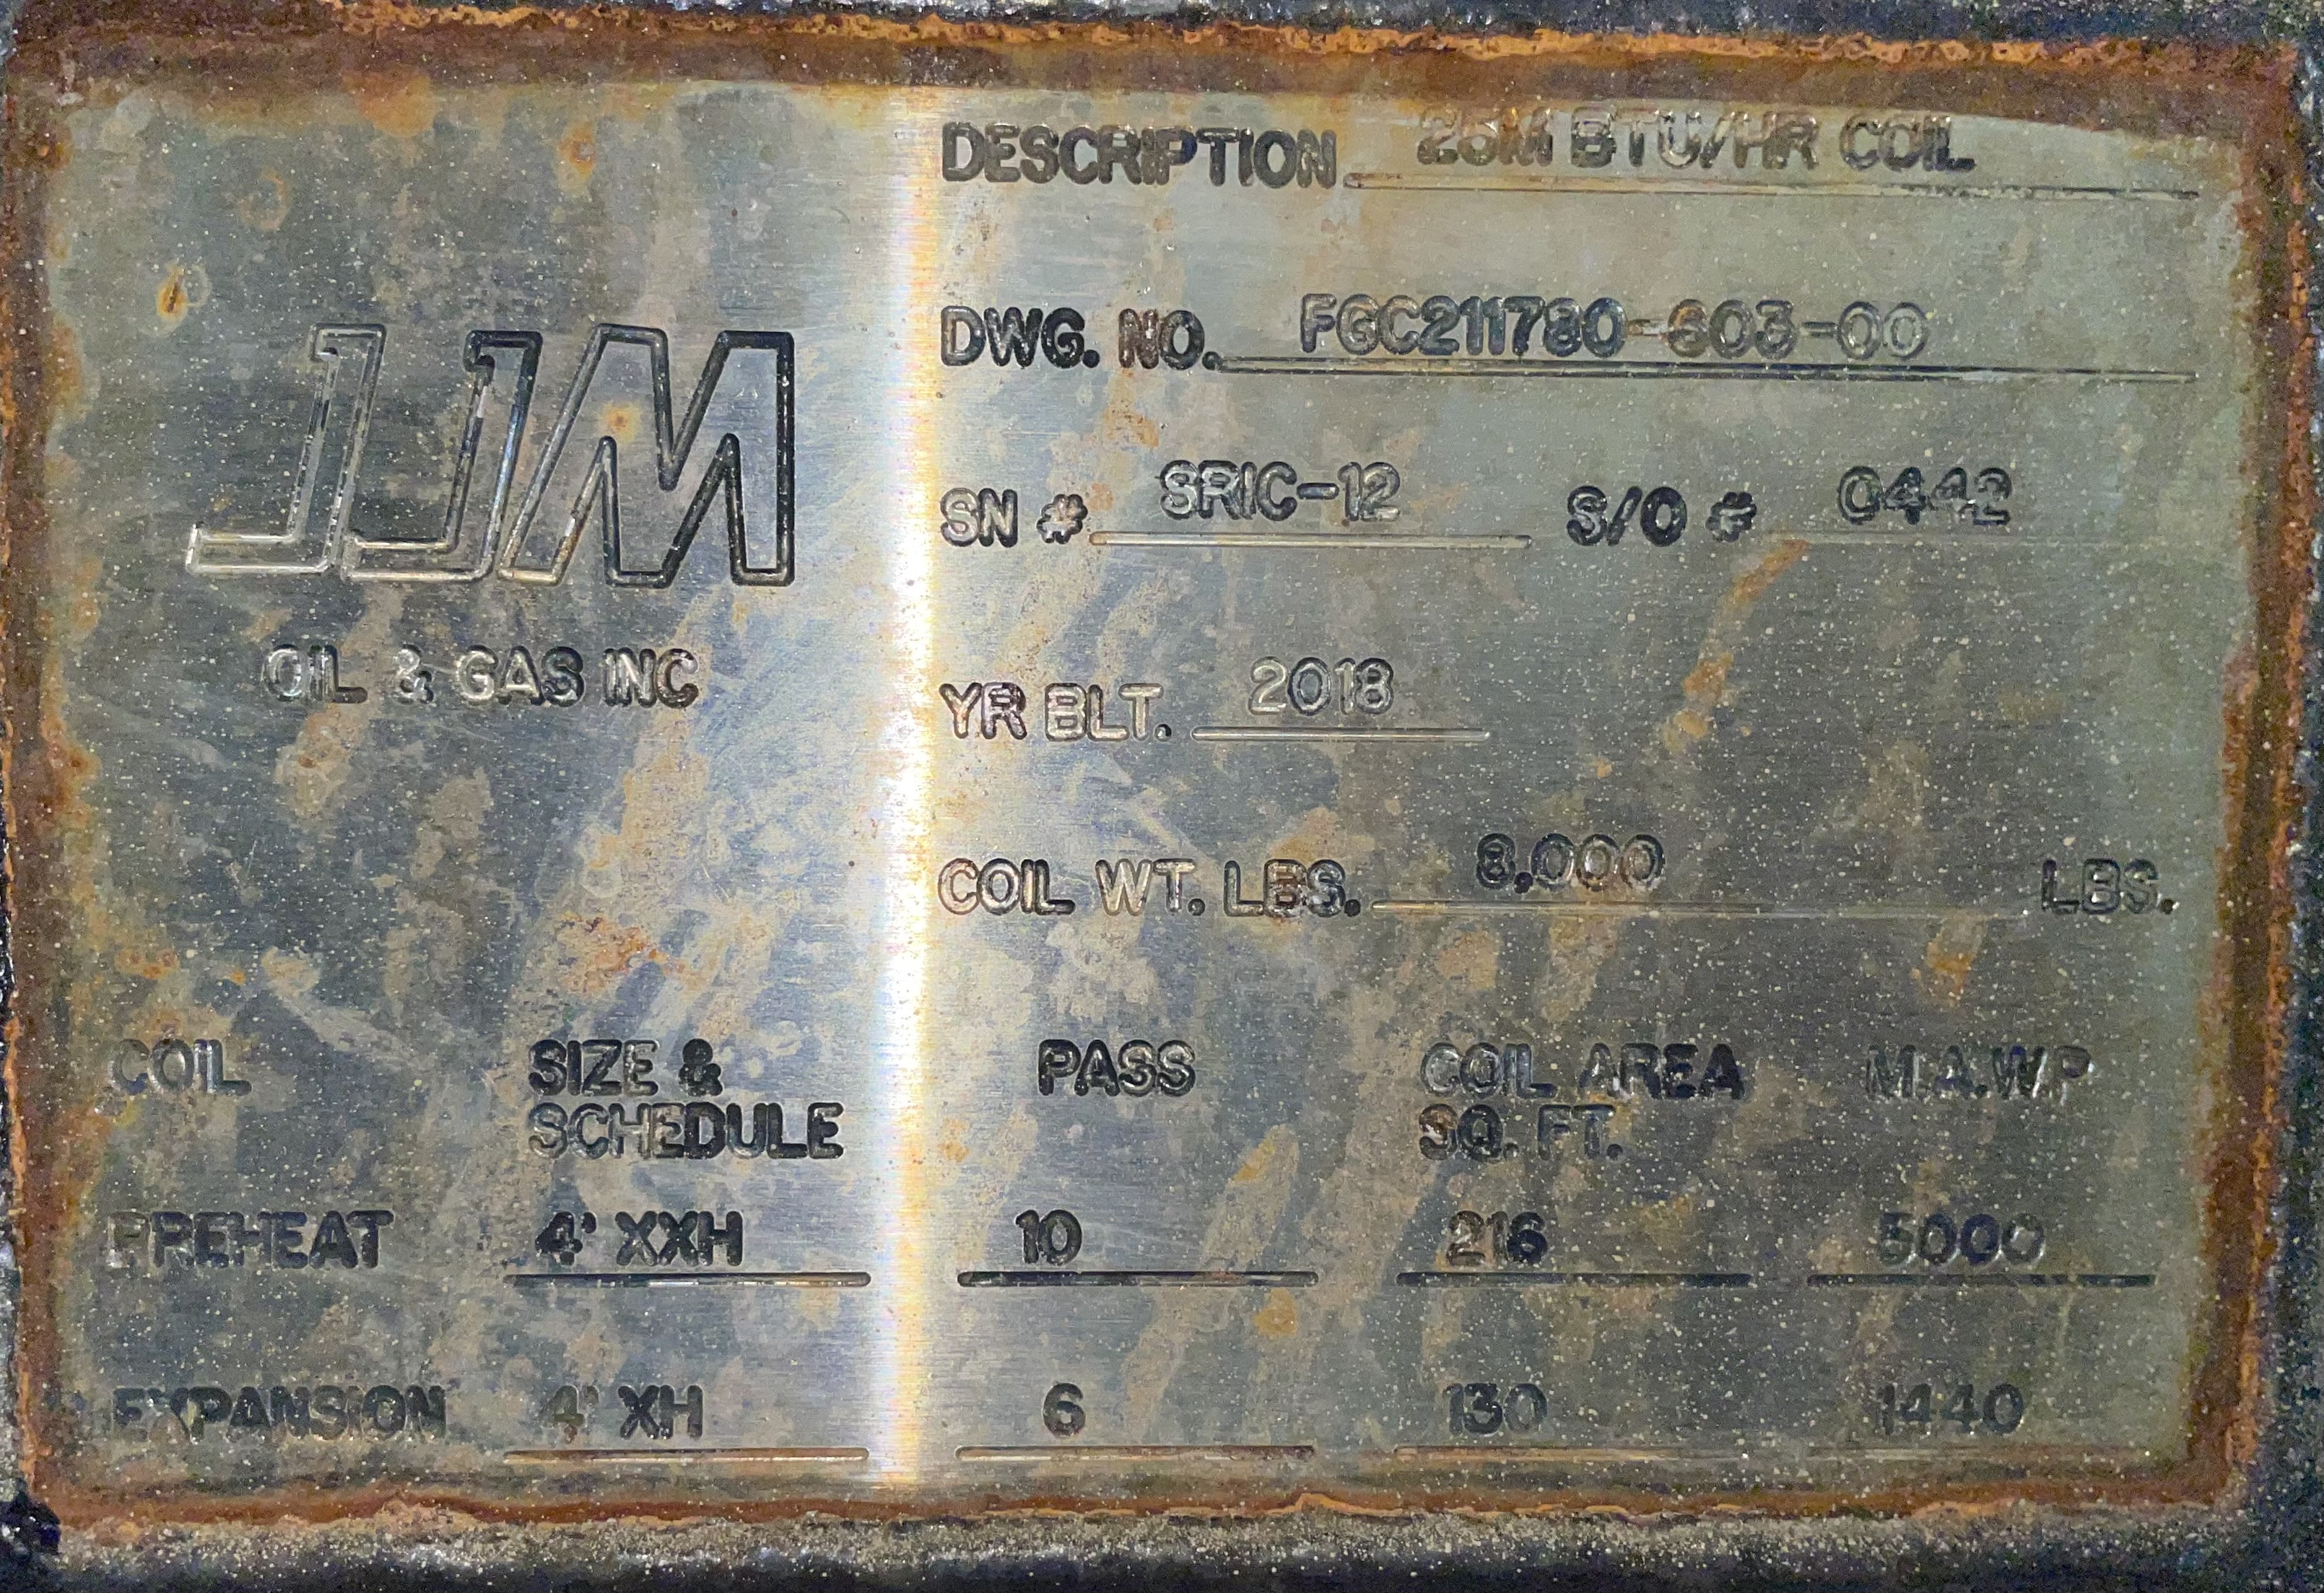 JJM
OIL & GAS INC
DESCRIPTION 25M BTU/HR COIL
DWG. NO. FGC211780-603-00
SN # SRIC-12 S/O # 0442
YR BLT. 2018
COIL WT. LBS. 8,000 LBS.
COIL SIZE & SCHEDULE PASS COIL AREA SQ. FT. M.A.W.P
PREHEAT 4' XXH 10 216 5000
EXPANSION 4' XH 6 130 1440